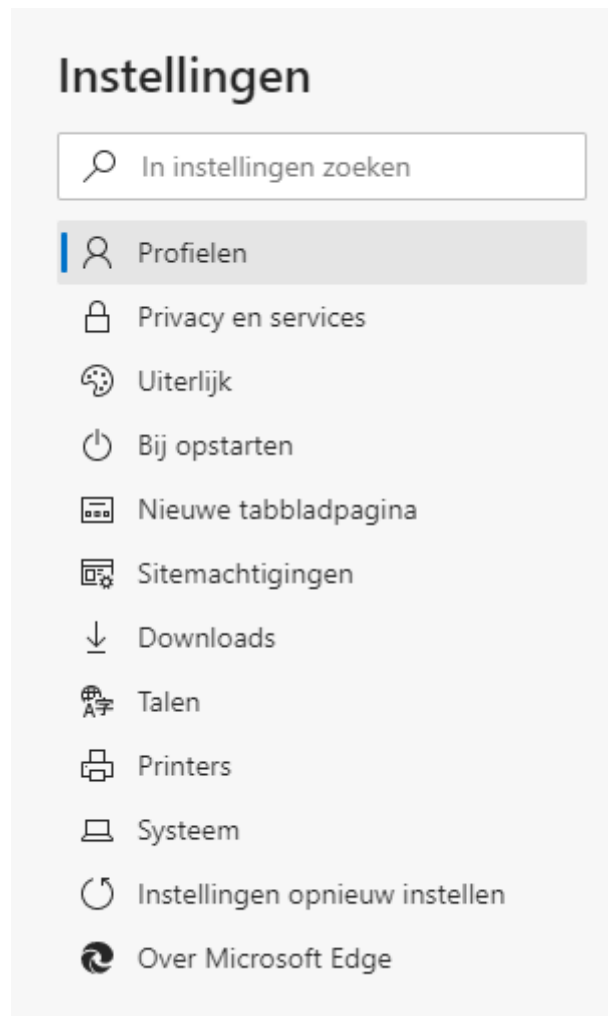 Instellingen
In instellingen zoeken
Profielen
Privacy en services
Uiterlijk
Bij opstarten
Nieuwe tabbladpagina
Sitemachtigingen
Downloads
Talen
Printers
Systeem
Instellingen opnieuw instellen
Over Microsoft Edge